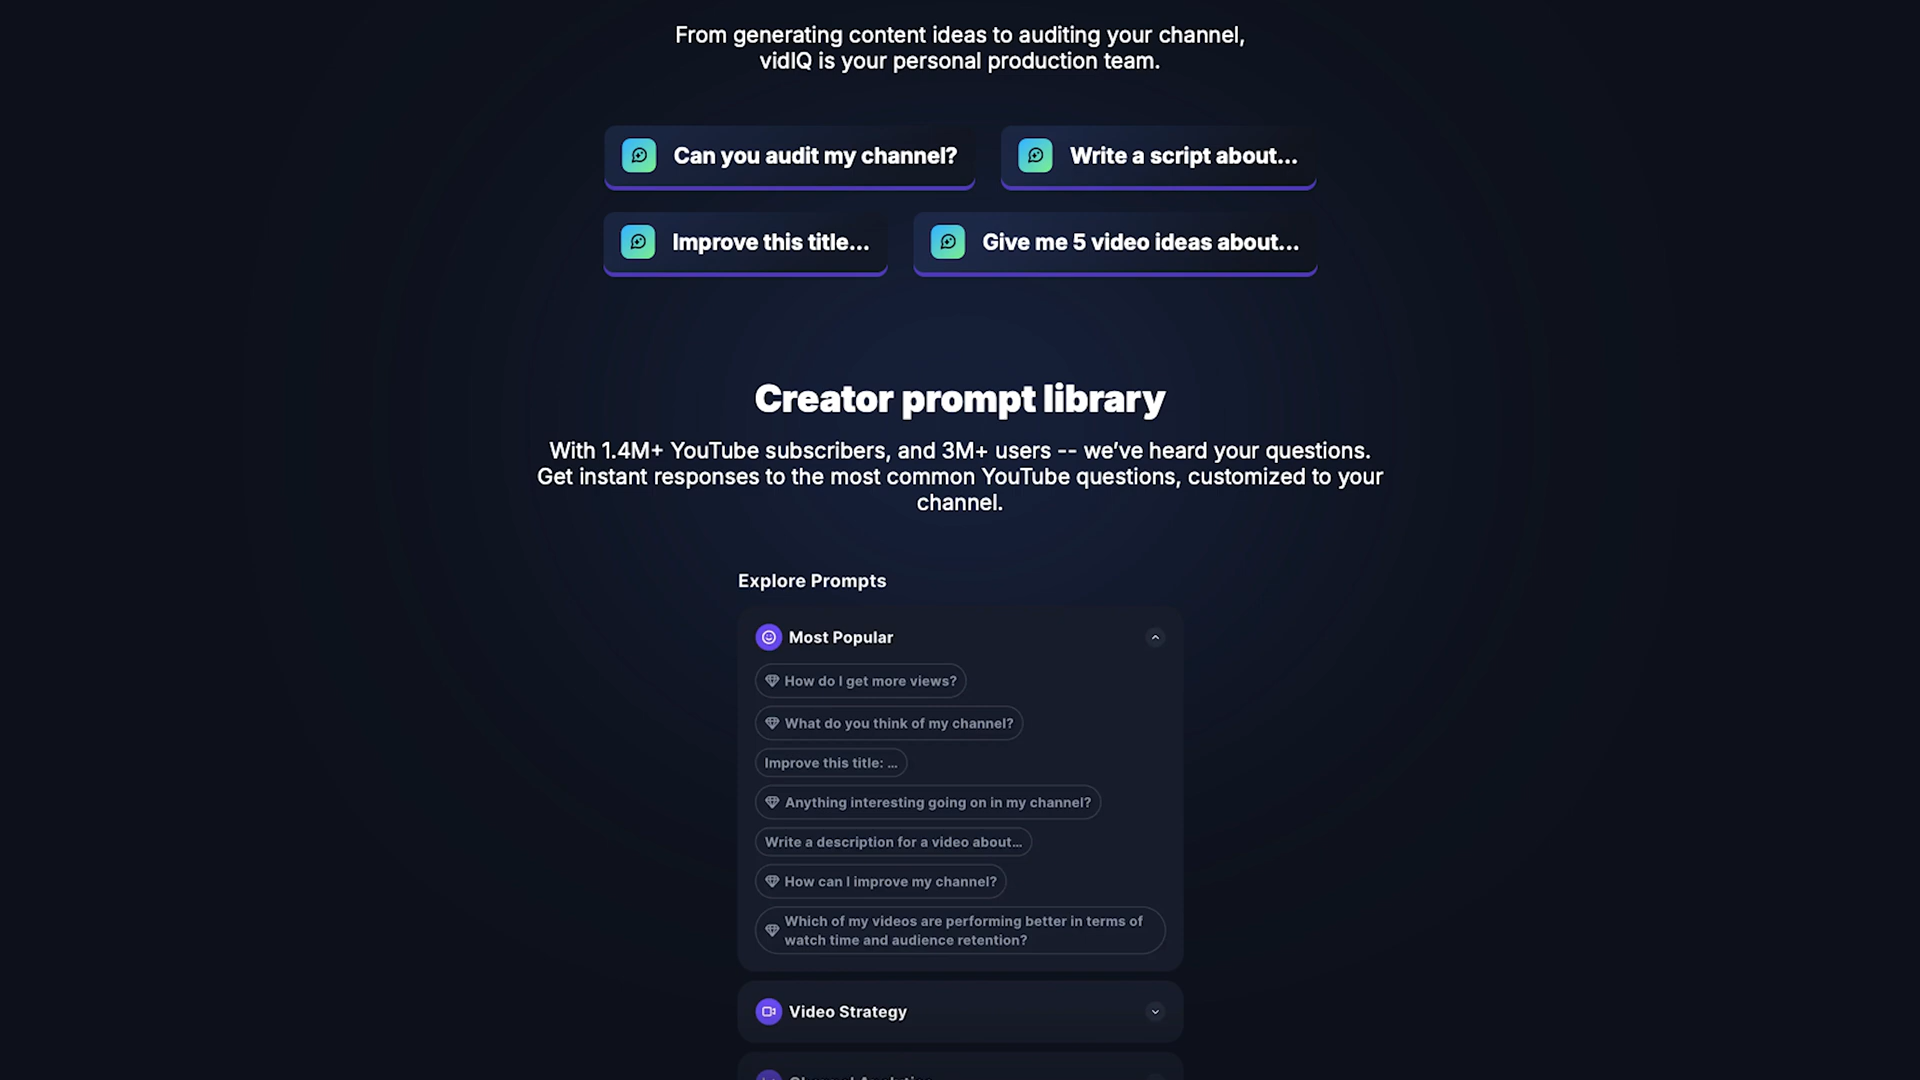 From generating content ideas to auditing your channel,
vidIQ is your personal production team.
Can you audit my channel?
Write a script about...
Improve this title...
Give me 5 video ideas about...
Creator prompt library
With 1.4M+ YouTube subscribers, and 3M+ users -- we’ve heard your questions.
Get instant responses to the most common YouTube questions, customized to your
channel.
Explore Prompts
Most Popular
How do I get more views?
What do you think of my channel?
Improve this title: ...
Anything interesting going on in my channel?
Write a description for a video about...
How can I improve my channel?
Which of my videos are performing better in terms of
watch time and audience retention?
Video Strategy